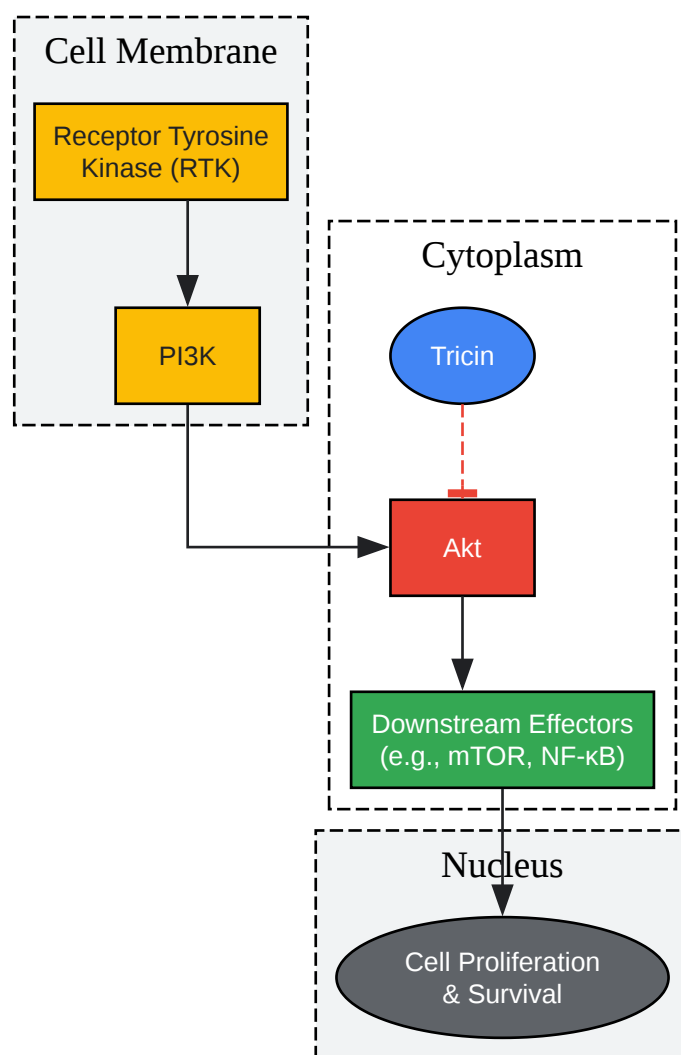 Cell Membrane
Receptor Tyrosine
Kinase (RTK)
PI3K
Cytoplasm
Tricin
Akt
Downstream Effectors
(e.g., mTOR, NF-κB)
Nucleus
Cell Proliferation
& Survival